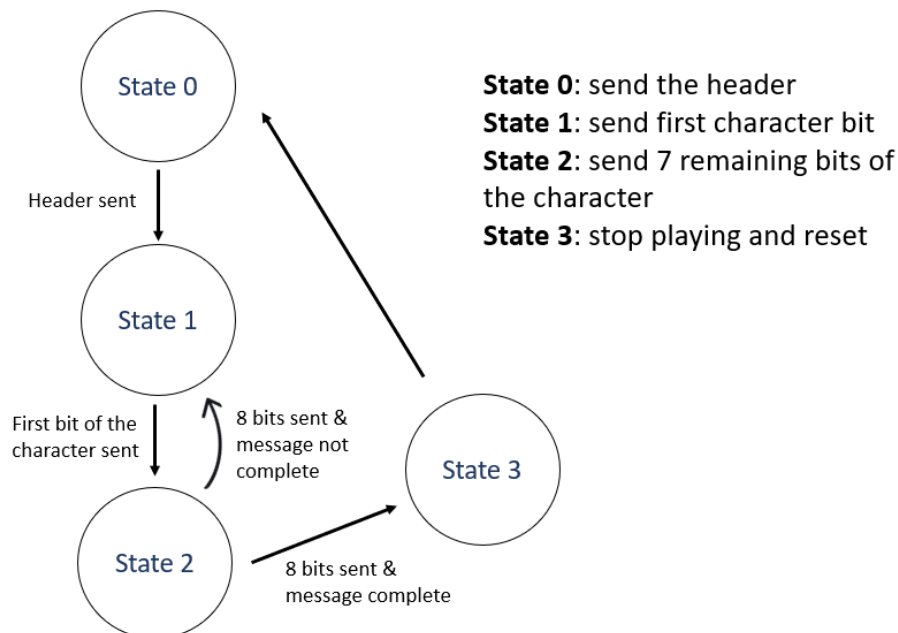 State 0
State 0: send the header
State 1: send first character bit
State 2: send 7 remaining bits of
the character
State 3: stop playing and reset
Header sent
State 1
First bit of the
character sent
8 bits sent &
message not
complete
State 3
State 2
8 bits sent &
message complete